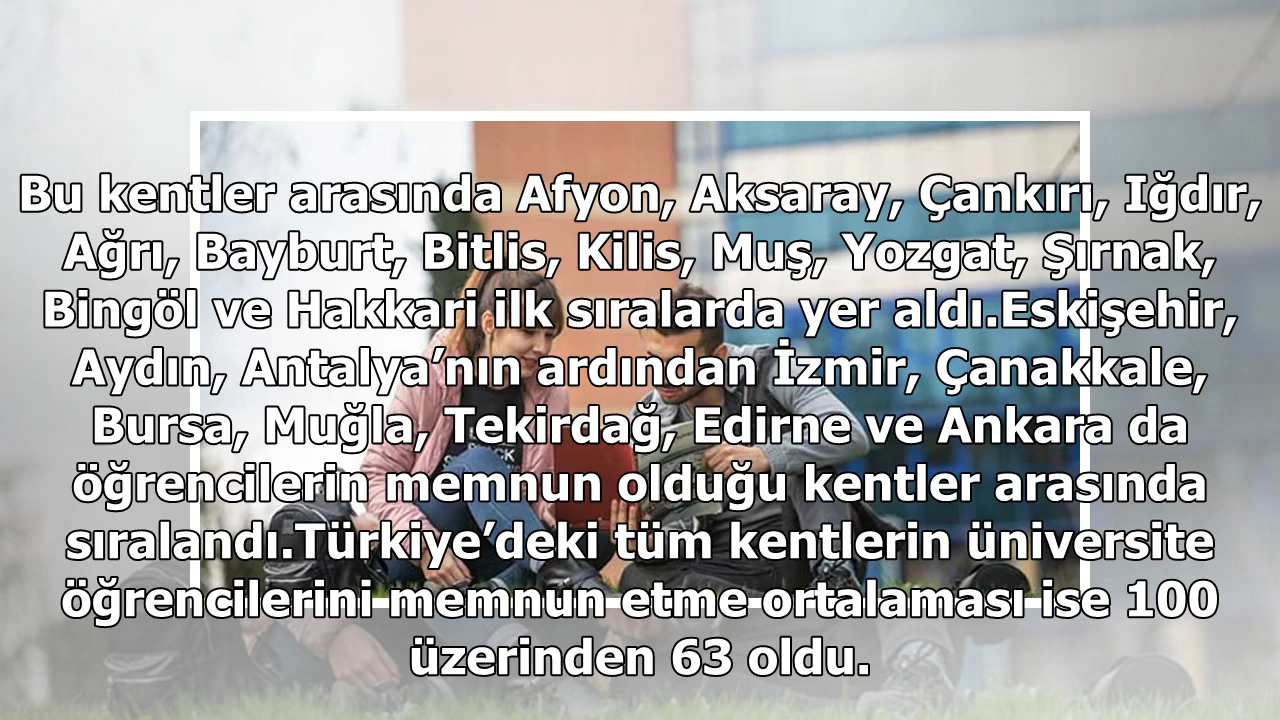 Bu kentler arasında Afyon, Aksaray, Çankırı, Iğdır,
Ağrı, Bayburt, Bitlis, Kilis, Muş, Yozgat, Şırnak,
Bingöl ve Hakkari ilk sıralarda yer aldı.Eskişehir,
Aydın, Antalya’nın ardından İzmir, Çanakkale,
Bursa, Muğla, Tekirdağ, Edirne ve Ankara da
öğrencilerin memnun olduğu kentler arasında
sıralandı.Türkiye’deki tüm kentlerin üniversite
öğrencilerini memnun etme ortalaması ise 100
üzerinden 63 oldu.